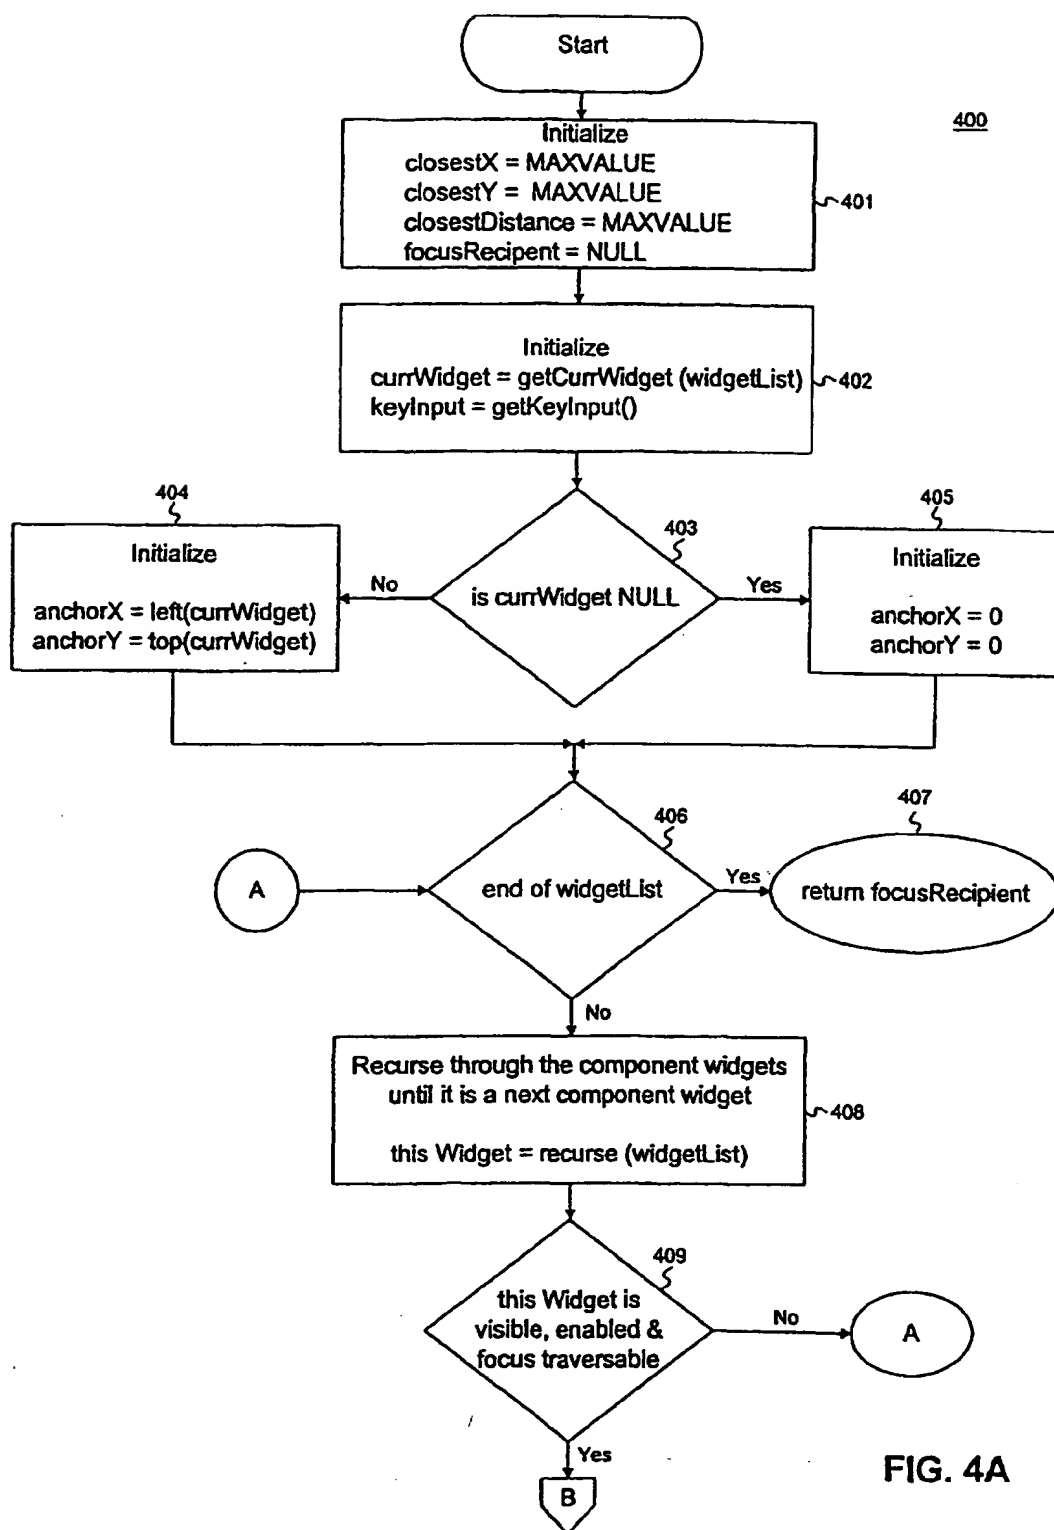 Start
400
Initialize
closestX = MAXVALUE
closestY = MAXVALUE
closestDistance = MAXVALUE
focusRecipent = NULL
401
Initialize
currWidget = getCurrWidget (widgetList)
keyInput = getKeyInput()
402
404
Initialize
anchorX = left(currWidget)
anchorY = top(currWidget)
No
403
is currWidget NULL
Yes
405
Initialize
anchorX = 0
anchorY = 0
A
406
end of widgetList
Yes
407
return focusRecipient
No
Recurse through the component widgets
until it is a next component widget
this Widget = recurse (widgetList)
408
409
this Widget is
visible, enabled &
focus traversable
No
A
Yes
B
FIG. 4A